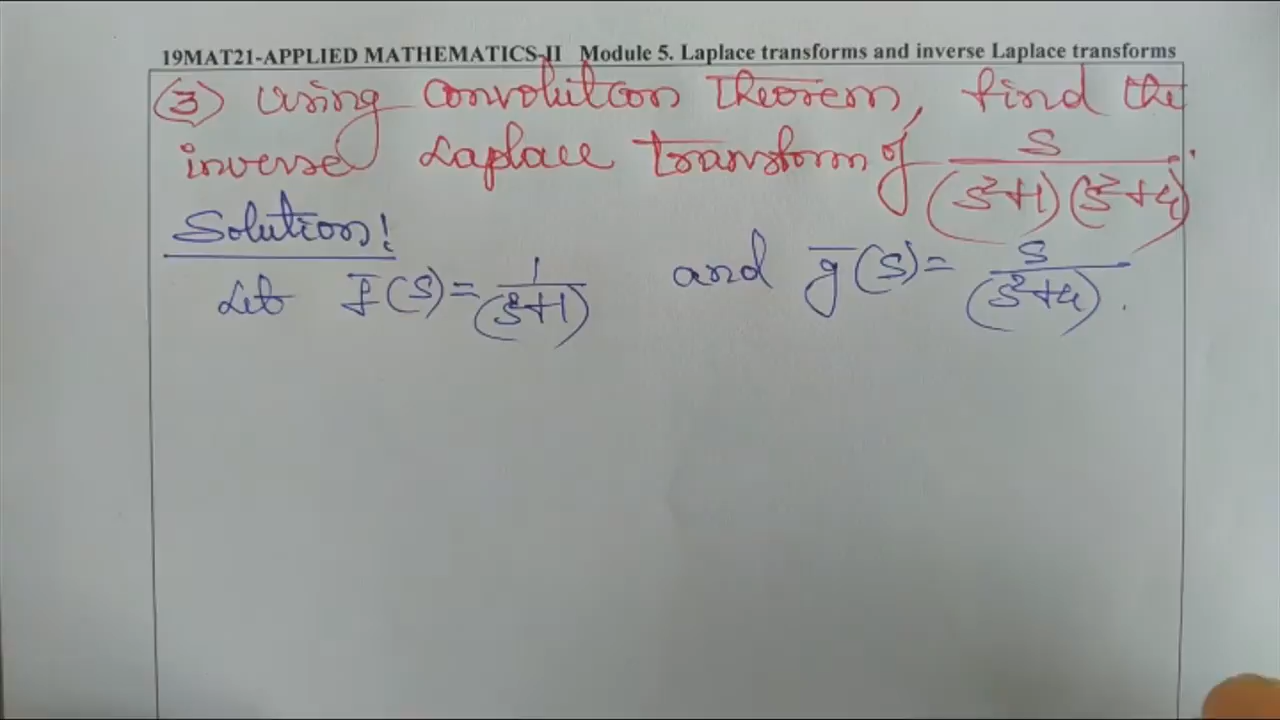 19MAT21-APPLIED MATHEMATICS-II Module 5. Laplace transforms and inverse Laplace transforms
(3) Using Convolution Theorem, find the
inverse Laplace transform of s/((s²+1)(s²+4)).
Solution!
Let f̄(s) = 1/(s²+1) and ḡ(s) = s/(s²+4).